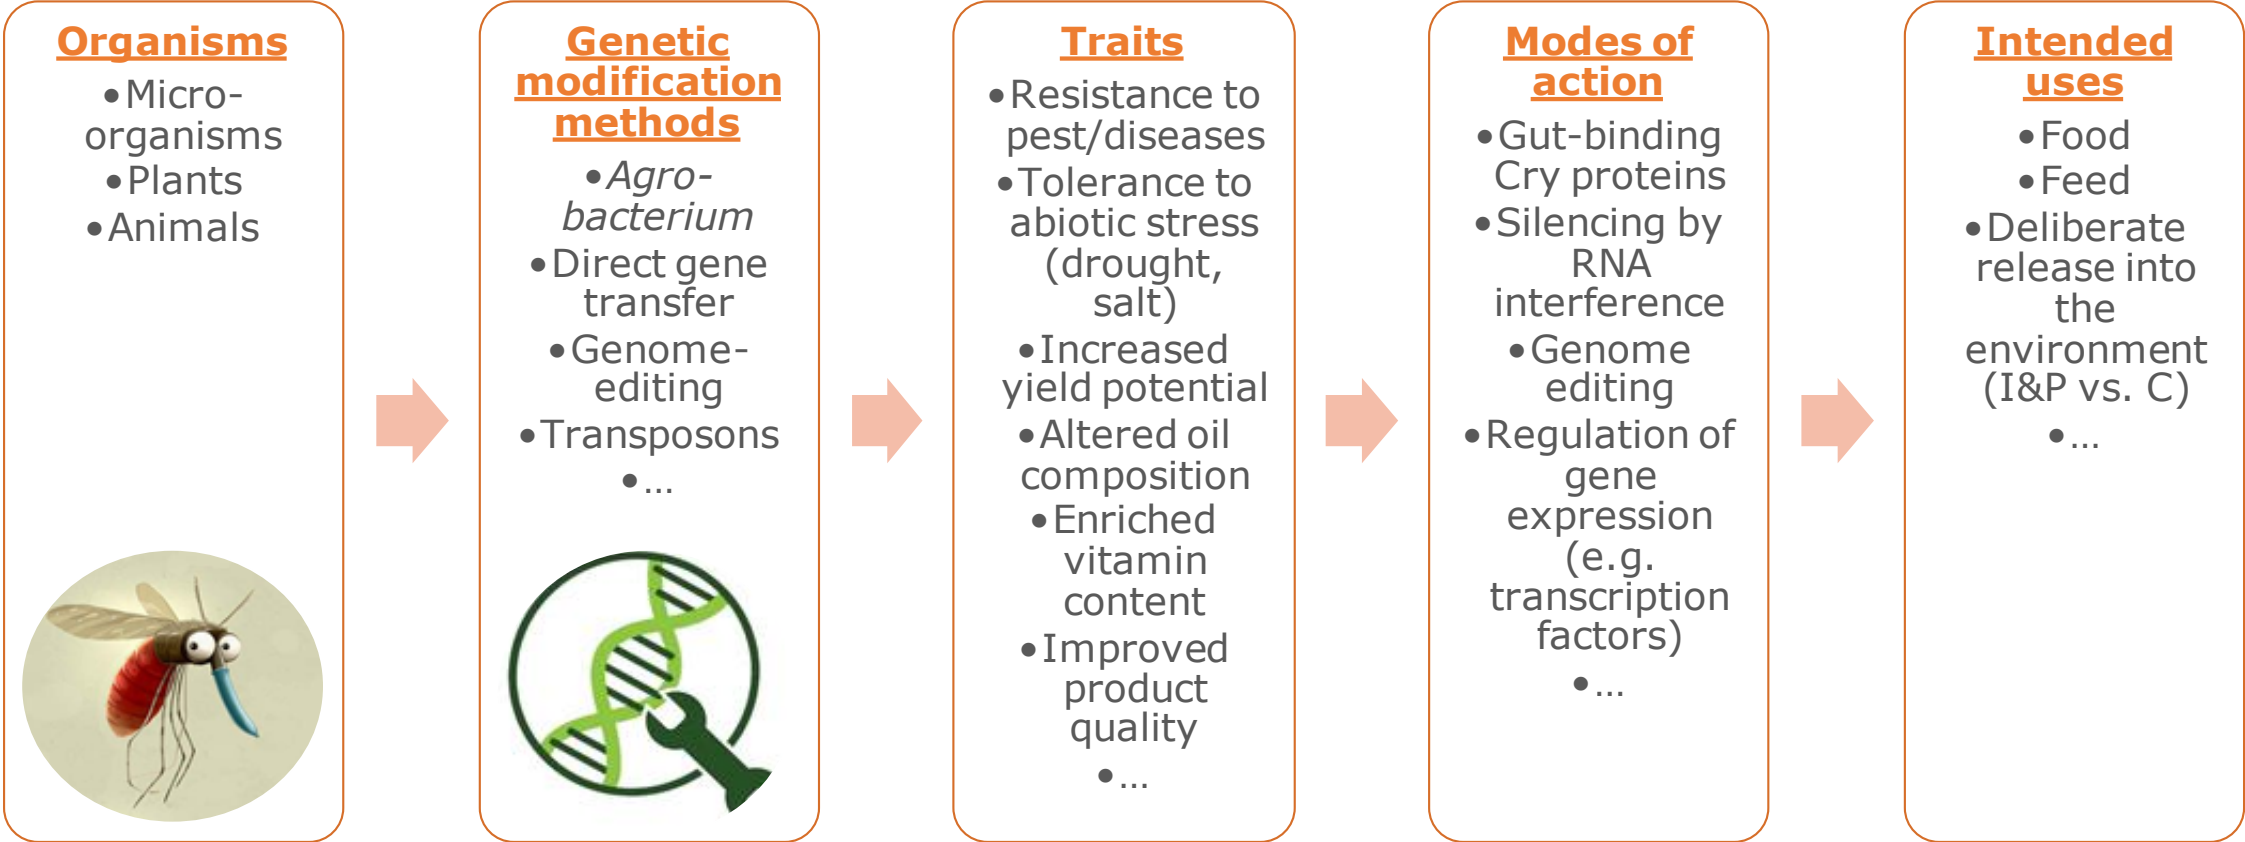 Organisms
•Micro-
organisms
•Plants
•Animals
Genetic
modification
methods
•Agro-
bacterium
•Direct gene
transfer
•Genome-
editing
•Transposons
•…
Traits
•Resistance to
pest/diseases
•Tolerance to
abiotic stress
(drought,
salt)
•Increased
yield potential
•Altered oil
composition
•Enriched
vitamin
content
•Improved
product
quality
•…
Modes of
action
•Gut-binding
Cry proteins
•Silencing by
RNA
interference
•Genome
editing
•Regulation of
gene
expression
(e.g.
transcription
factors)
•…
Intended
uses
•Food
•Feed
•Deliberate
release into
the
environment
(I&P vs. C)
•…